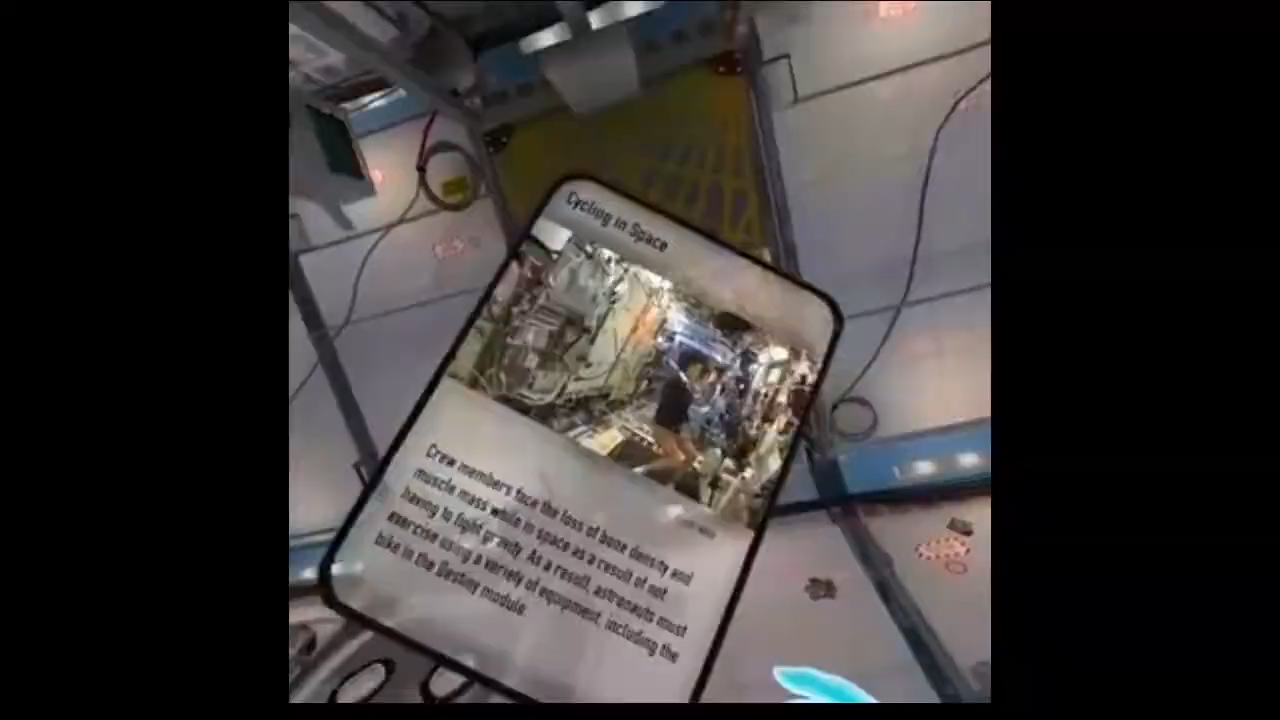 Cycling in Space
Crew members face the loss of bone density and
muscle mass while in space as a result of not
having to fight gravity. As a result, astronauts must
exercise using a variety of equipment, including the
bike in the Destiny module.